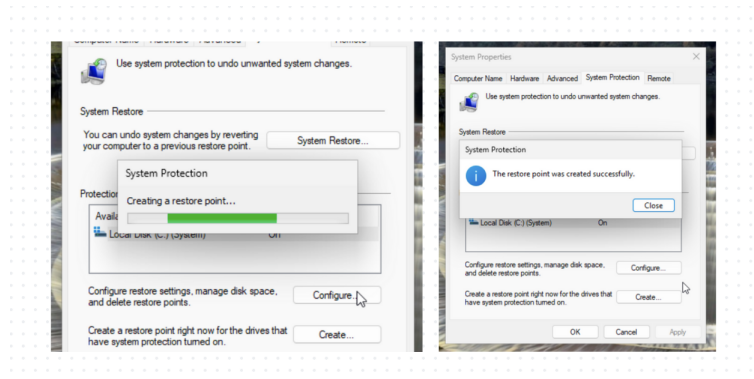 Use system protection to undo unwanted system changes.
System Restore
You can undo system changes by reverting
your computer to a previous restore point.
System Restore...
System Protection
Creating a restore point...
Protection
Availa
Local Disk (C:) (System) On
Configure restore settings, manage disk space,
and delete restore points.
Configure...
Create a restore point right now for the drives that
have system protection turned on.
Create...
System Properties
Computer Name Hardware Advanced System Protection Remote
Use system protection to undo unwanted system changes.
System Restore
System Protection
The restore point was created successfully.
Close
Local Disk (C:) (System) On
Configure restore settings, manage disk space,
and delete restore points.
Configure...
Create a restore point right now for the drives that
have system protection turned on.
Create...
OK Cancel Apply